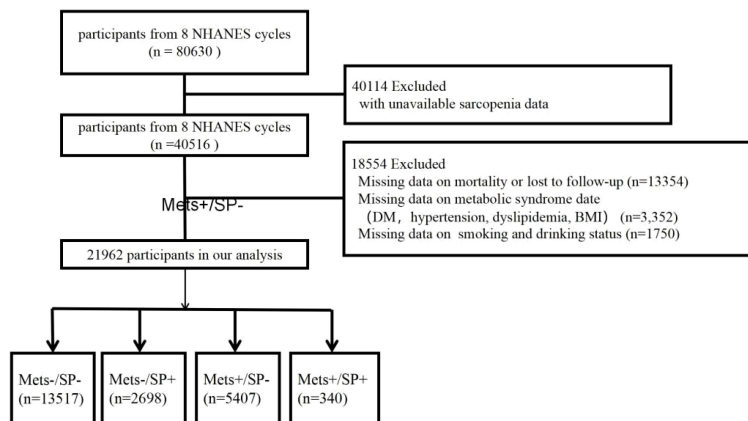 participants from 8 NHANES cycles
(n = 80630 )
40114 Excluded
with unavailable sarcopenia data
participants from 8 NHANES cycles
(n =40516 )
18554 Excluded
Missing data on mortality or lost to follow-up (n=13354)
Missing data on metabolic syndrome date
（DM， hypertension, dyslipidemia, BMI） (n=3,352)
Missing data on smoking and drinking status (n=1750)
Mets+/SP-
21962 participants in our analysis
Mets-/SP-
(n=13517)
Mets-/SP+
(n=2698)
Mets+/SP-
(n=5407)
Mets+/SP+
(n=340)